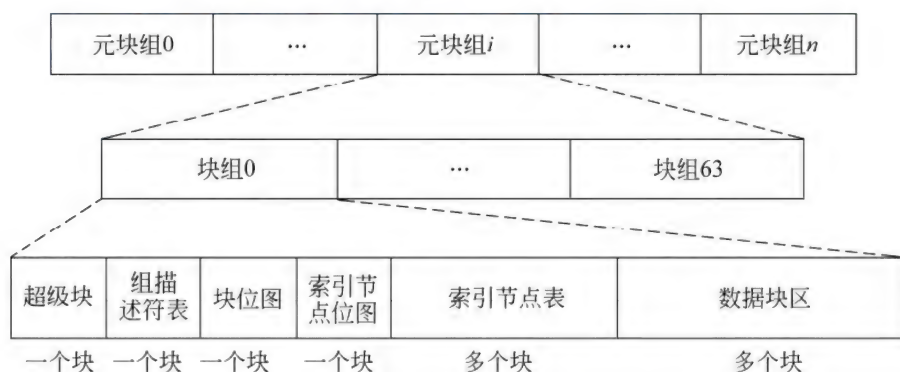 元块组0 … 元块组i … 元块组n
块组0 … 块组63
超级块 组描述符表 块位图 索引节点位图 索引节点表 数据块区
一个块 一个块 一个块 一个块 多个块 多个块